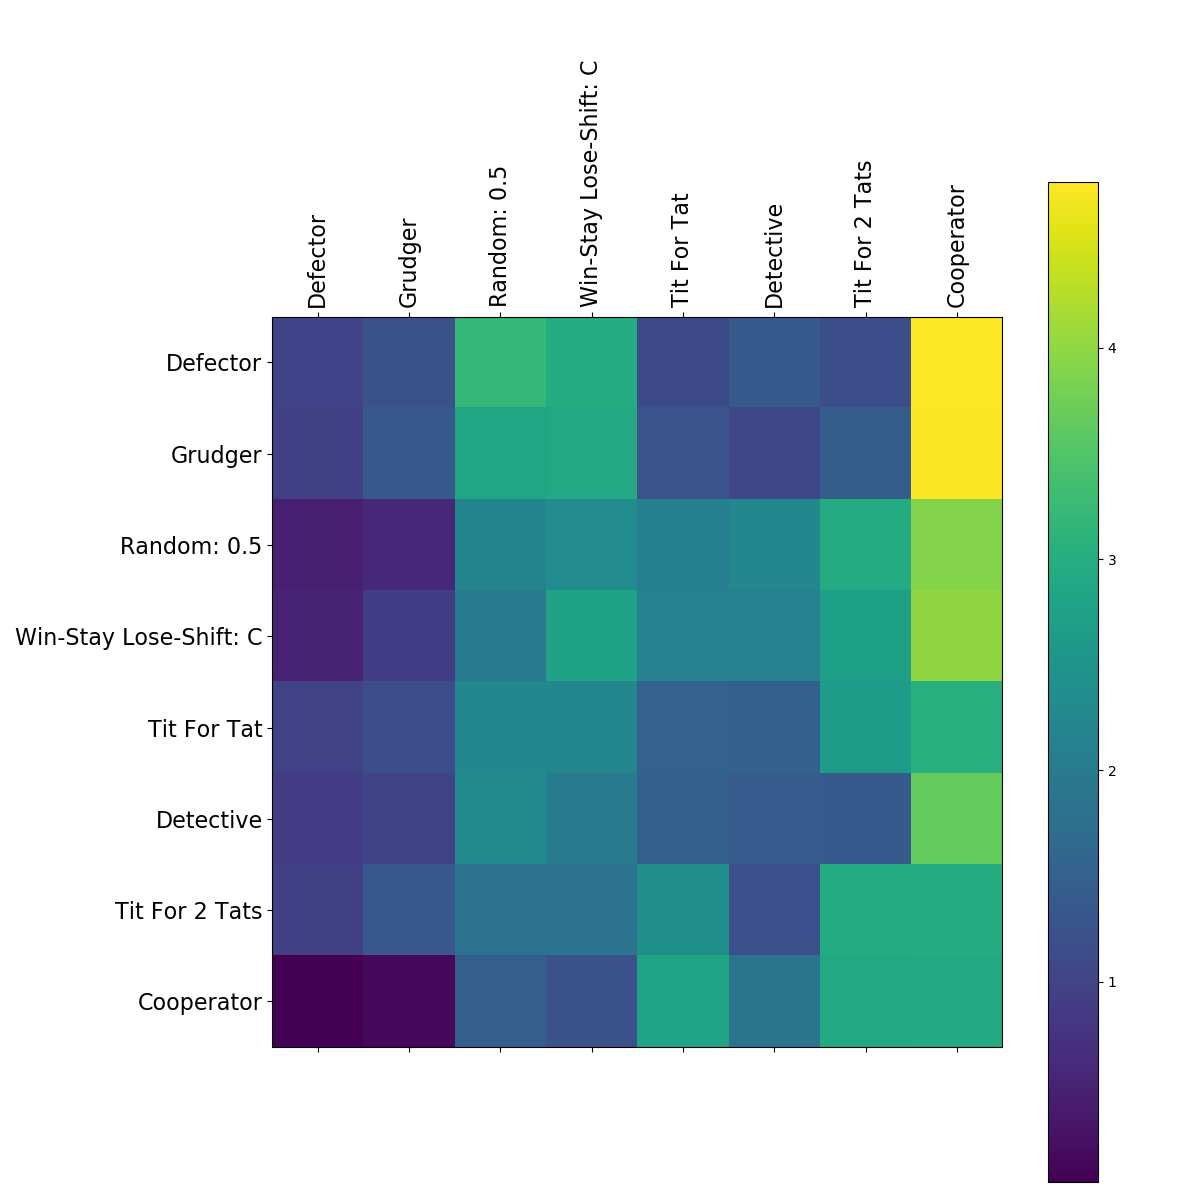 Defector
Grudger
Random: 0.5
Win-Stay Lose-Shift: C
Tit For Tat
Detective
Tit For 2 Tats
Cooperator
Defector
Grudger
Random: 0.5
Win-Stay Lose-Shift: C
Tit For Tat
Detective
Tit For 2 Tats
Cooperator
4
3
2
1